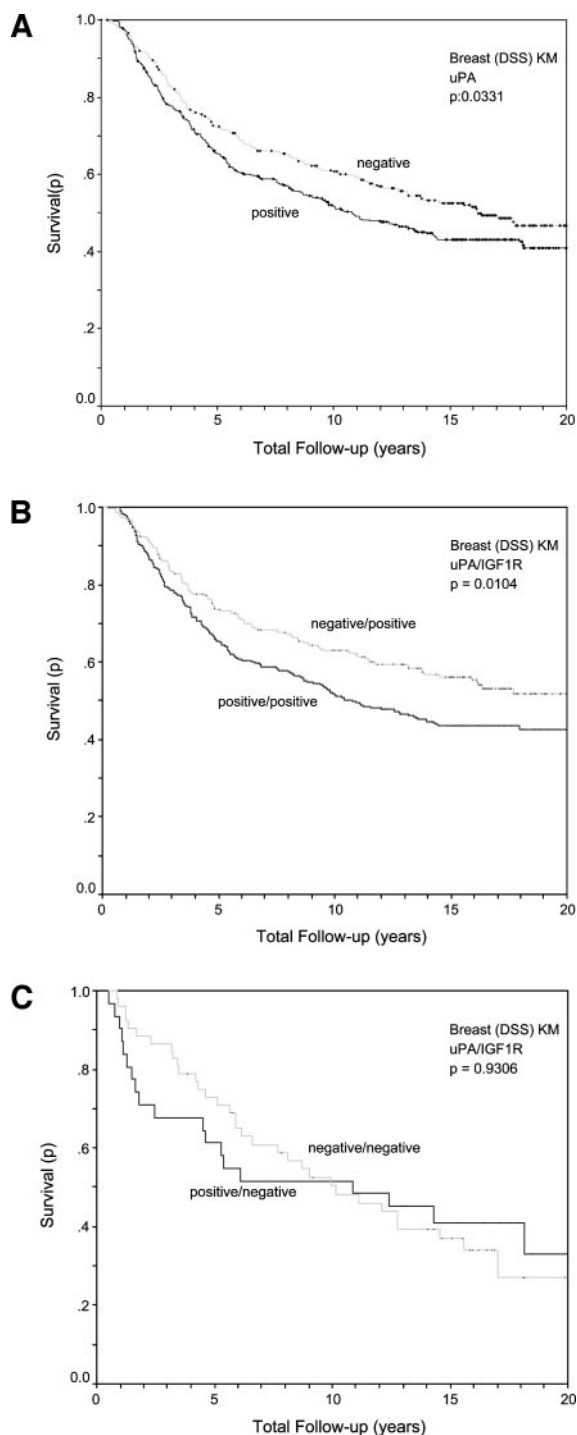 A
1.0
.8
.6
.4
.2
0.0
Survival(p)
Breast (DSS) KM
uPA
p:0.0331
negative
positive
0 5 10 15 20
Total Follow-up (years)
B
1.0
.8
.6
.4
.2
0.0
Survival (p)
Breast (DSS) KM
uPA/IGF1R
p = 0.0104
negative/positive
positive/positive
0 5 10 15 20
Total Follow-up (years)
C
1.0
.8
.6
.4
.2
0.0
Survival (p)
Breast (DSS) KM
uPA/IGF1R
p = 0.9306
negative/negative
positive/negative
0 5 10 15 20
Total Follow-up (years)